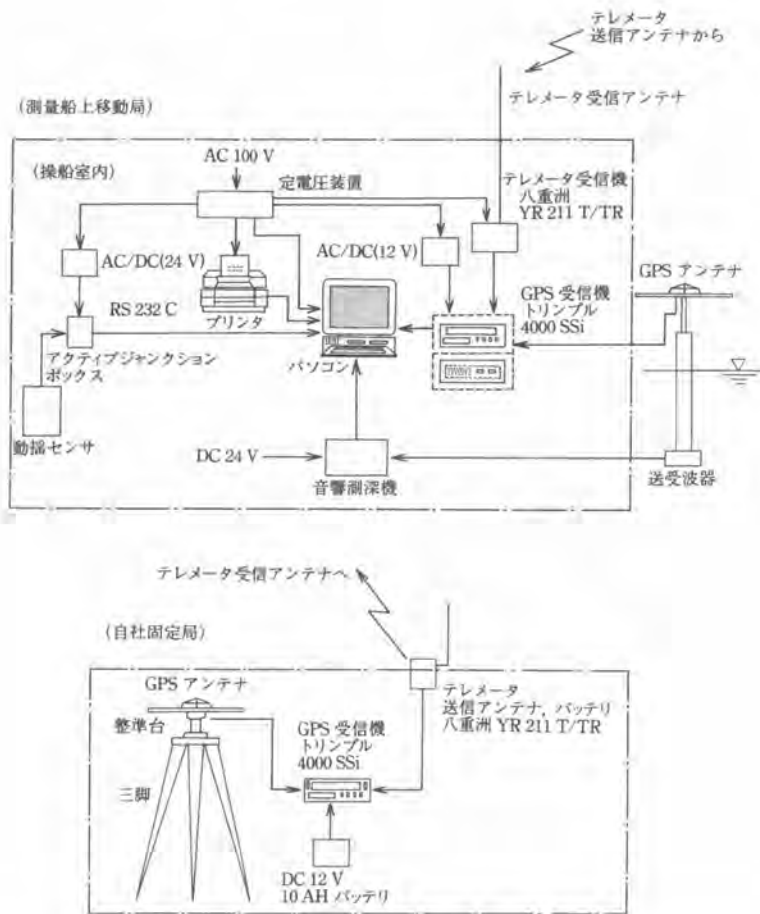 テレメータ
送信アンテナから
テレメータ受信アンテナ
(測量船上移動局)
(操船室内)
AC 100 V
定電圧装置
テレメータ受信機
八重洲
YR 211 T/TR
AC/DC(24 V)
AC/DC(12 V)
GPS アンテナ
RS 232 C
プリンタ
GPS 受信機
トリンブル
4000 SSi
アクティブジャンクション
ボックス
パソコン
動揺センサ
DC 24 V
音響測深機
送受波器
テレメータ受信アンテナへ
(自社固定局)
GPS アンテナ
整準台
テレメータ
送信アンテナ, バッテリ
八重洲 YR 211 T/TR
GPS 受信機
トリンブル
4000 SSi
三脚
DC 12 V
10 AH バッテリ